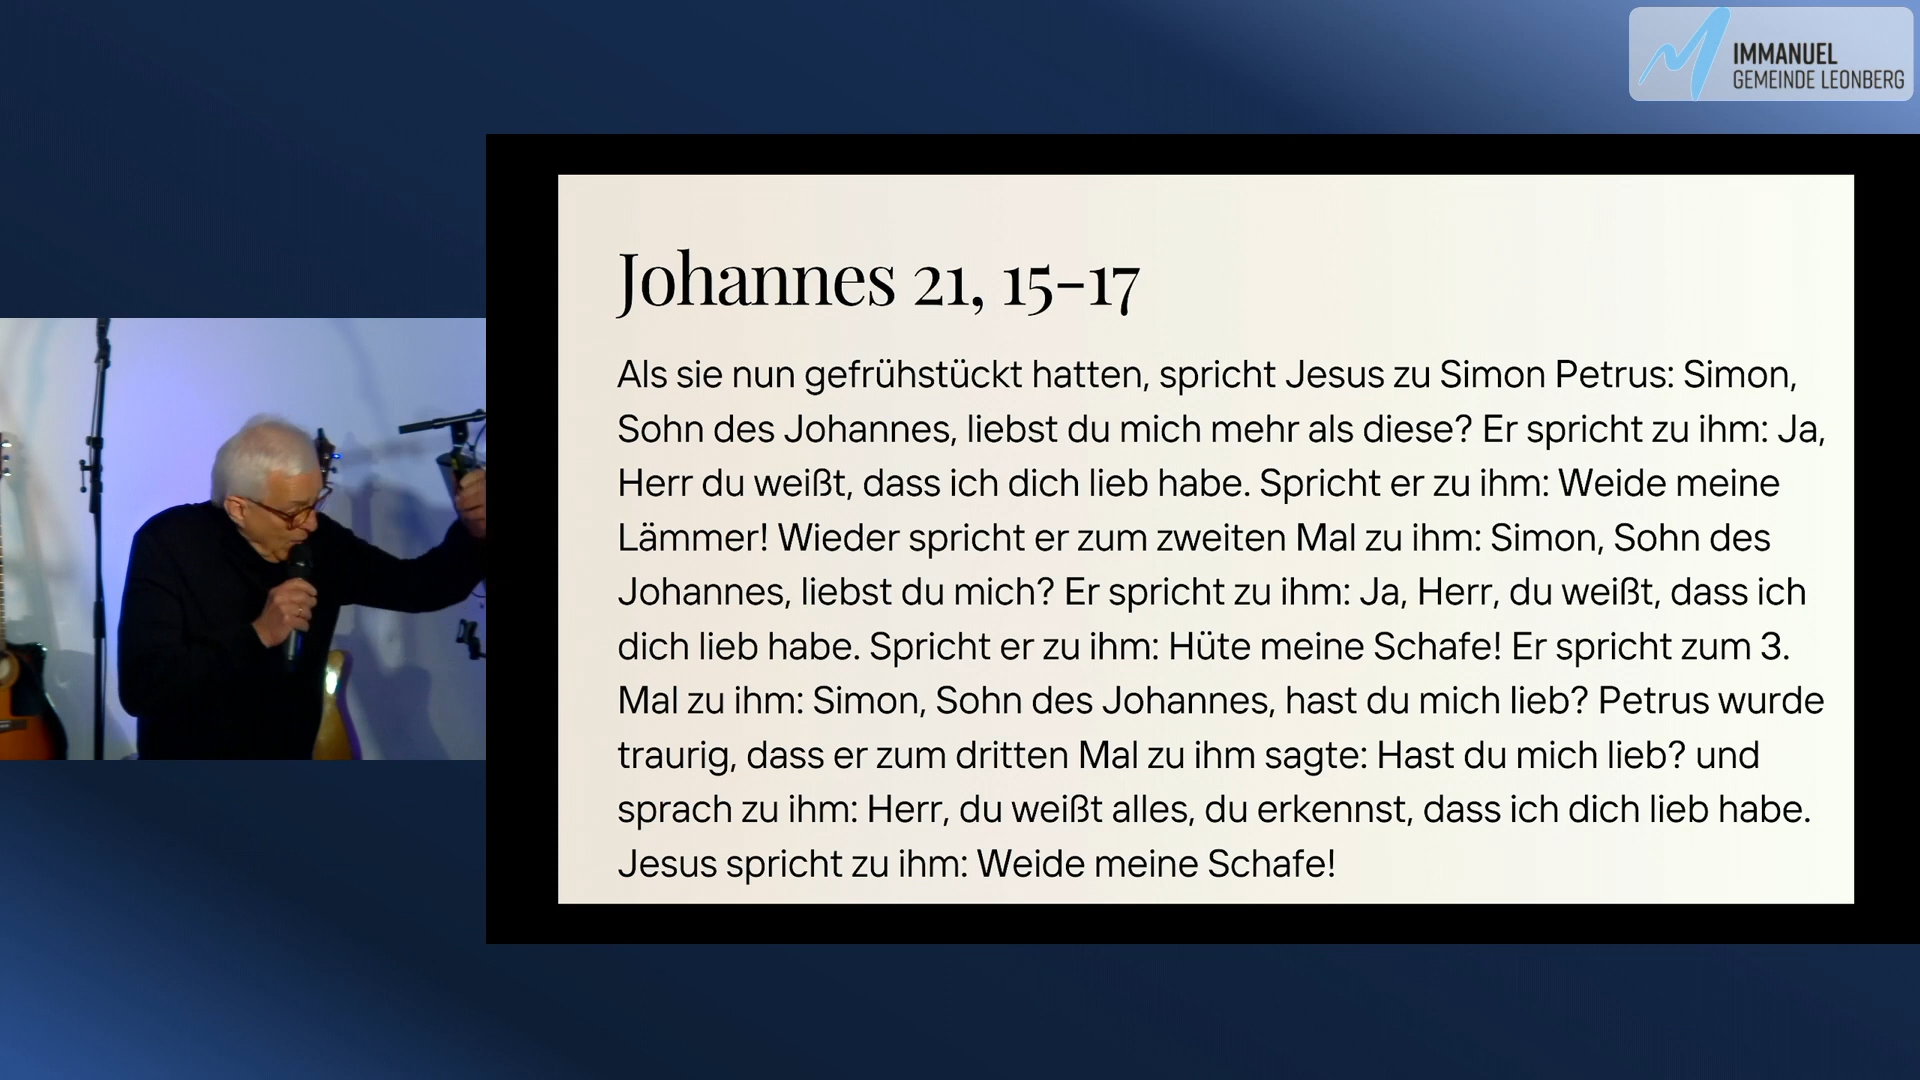 IMMANUEL
GEMEINDE LEONBERG
Johannes 21, 15-17
Als sie nun gefrühstückt hatten, spricht Jesus zu Simon Petrus: Simon,
Sohn des Johannes, liebst du mich mehr als diese? Er spricht zu ihm: Ja,
Herr du weißt, dass ich dich lieb habe. Spricht er zu ihm: Weide meine
Lämmer! Wieder spricht er zum zweiten Mal zu ihm: Simon, Sohn des
Johannes, liebst du mich? Er spricht zu ihm: Ja, Herr, du weißt, dass ich
dich lieb habe. Spricht er zu ihm: Hüte meine Schafe! Er spricht zum 3.
Mal zu ihm: Simon, Sohn des Johannes, hast du mich lieb? Petrus wurde
traurig, dass er zum dritten Mal zu ihm sagte: Hast du mich lieb? und
sprach zu ihm: Herr, du weißt alles, du erkennst, dass ich dich lieb habe.
Jesus spricht zu ihm: Weide meine Schafe!